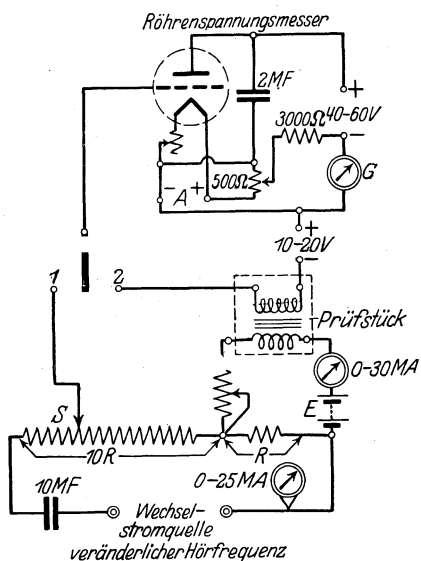 Röhrenspannungsmesser
2MF
+
3000Ω 40-60V
-
G
500Ω
- A +
+
10-20V
-
1
2
Prüfstück
0-30MA
E
S
10R
R
10MF
0-25MA
Wechsel-
stromquelle
veränderlicher Hörfrequenz